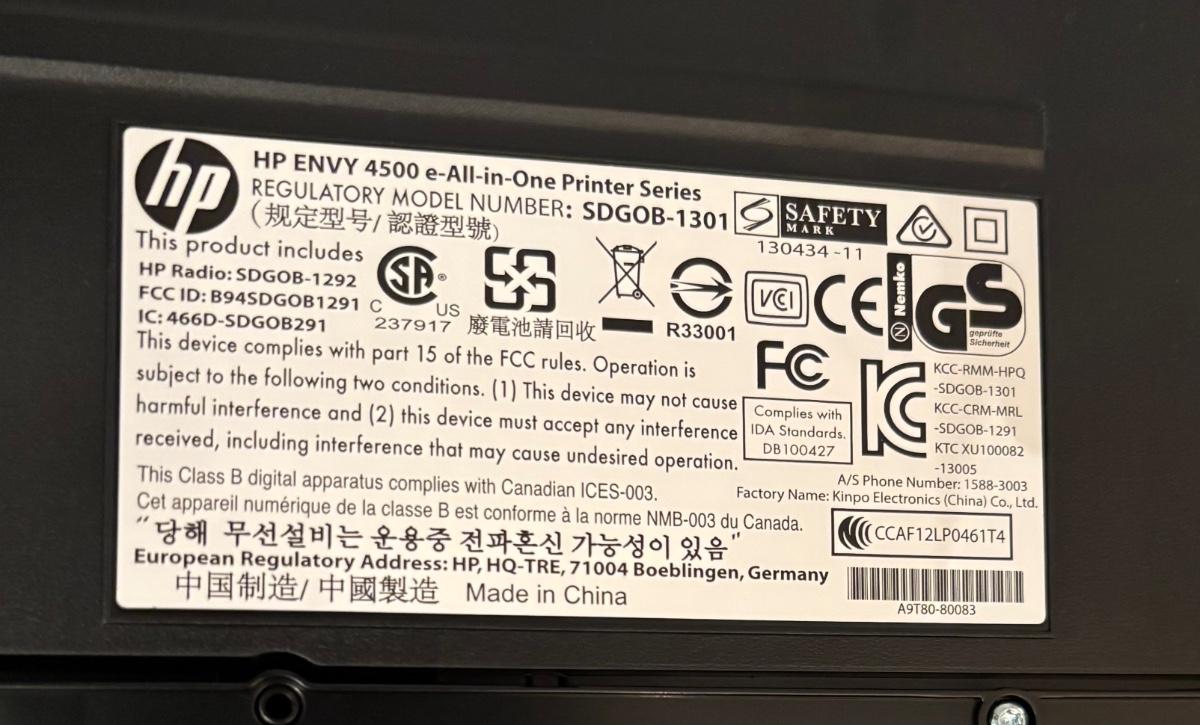 hp
HP ENVY 4500 e-All-in-One Printer Series
REGULATORY MODEL NUMBER: SDGOB-1301
(规定型号/ 認證型號)
SAFETY
MARK
130434 -11
This product includes
HP Radio: SDGOB-1292
FCC ID: B94SDGOB1291
IC: 466D-SDGOB291
SA
®
C US
237917
廢電池請回收
R33001
VCI
CE
N Nemko
GS
geprüfte
Sicherheit
This device complies with part 15 of the FCC rules. Operation is
subject to the following two conditions. (1) This device may not cause
harmful interference and (2) this device must accept any interference
received, including interference that may cause undesired operation.
FC
Complies with
IDA Standards.
DB100427
KC
KCC-RMM-HPQ
-SDGOB-1301
KCC-CRM-MRL
-SDGOB-1291
KTC XU100082
-13005
A/S Phone Number: 1588-3003
Factory Name: Kinpo Electronics (China) Co., Ltd.
This Class B digital apparatus complies with Canadian ICES-003.
Cet appareil numérique de la classe B est conforme à la norme NMB-003 du Canada.
"당해 무선설비는 운용중 전파혼신 가능성이 있음"
CCAF12LP0461T4
European Regulatory Address: HP, HQ-TRE, 71004 Boeblingen, Germany
中国制造/ 中國製造 Made in China
A9T80-80083